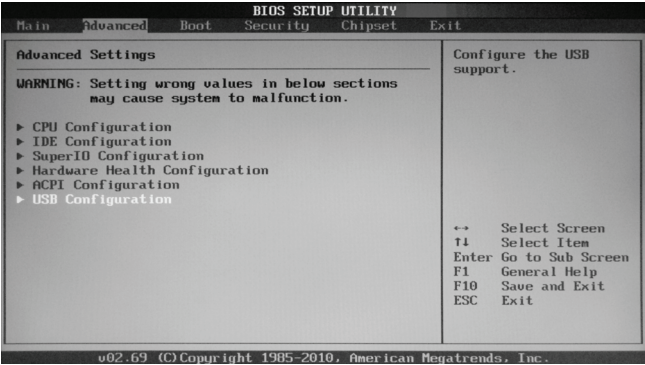 BIOS SETUP UTILITY
Main Advanced Boot Security Chipset Exit
Advanced Settings
WARNING: Setting wrong values in below sections
may cause system to malfunction.
► CPU Configuration
► IDE Configuration
► SuperIO Configuration
► Hardware Health Configuration
► ACPI Configuration
► USB Configuration
Configure the USB
support.
↔ Select Screen
↑↓ Select Item
Enter Go to Sub Screen
F1 General Help
F10 Save and Exit
ESC Exit
v02.69 (C)Copyright 1985-2010, American Megatrends, Inc.